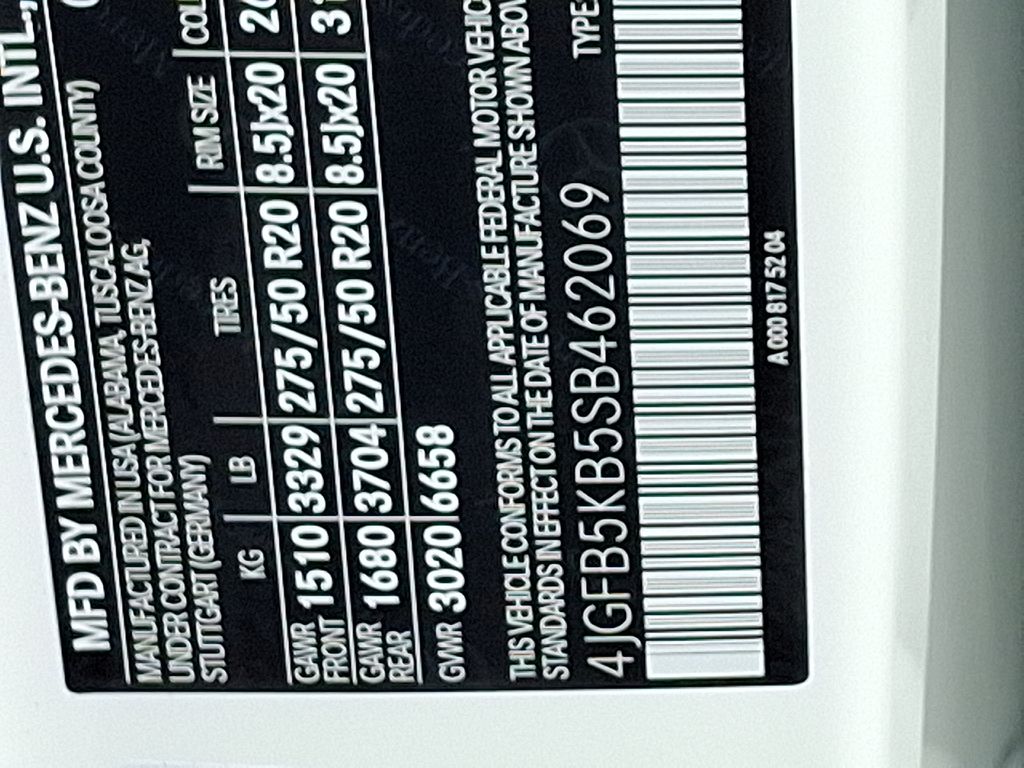 MFD BY MERCEDES-BENZ U.S. INTL.,
MANUFACTURED IN USA (ALABAMA, TUSCALOOSA COUNTY)
UNDER CONTRACT FOR MERCEDES-BENZ AG,
STUTTGART (GERMANY)
KG LB TIRES RIM SIZE
GAWR FRONT 1510 3329 275/50 R20 8.5Jx20
GAWR REAR 1680 3704 275/50 R20 8.5Jx20
GVWR 3020 6658
THIS VEHICLE CONFORMS TO ALL APPLICABLE FEDERAL MOTOR
STANDARDS IN EFFECT ON THE DATE OF MANUFACTURE SHOWN
4JGFB5KB5SB462069 TYPE:
A 000 817 52 04